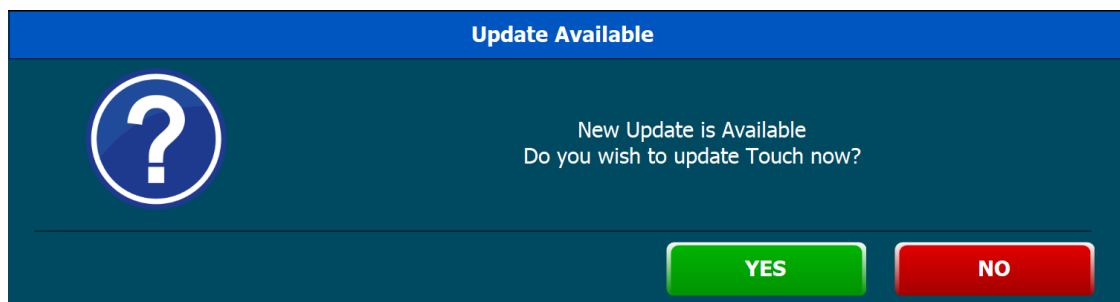 Update Available
New Update is Available
Do you wish to update Touch now?
YES
NO